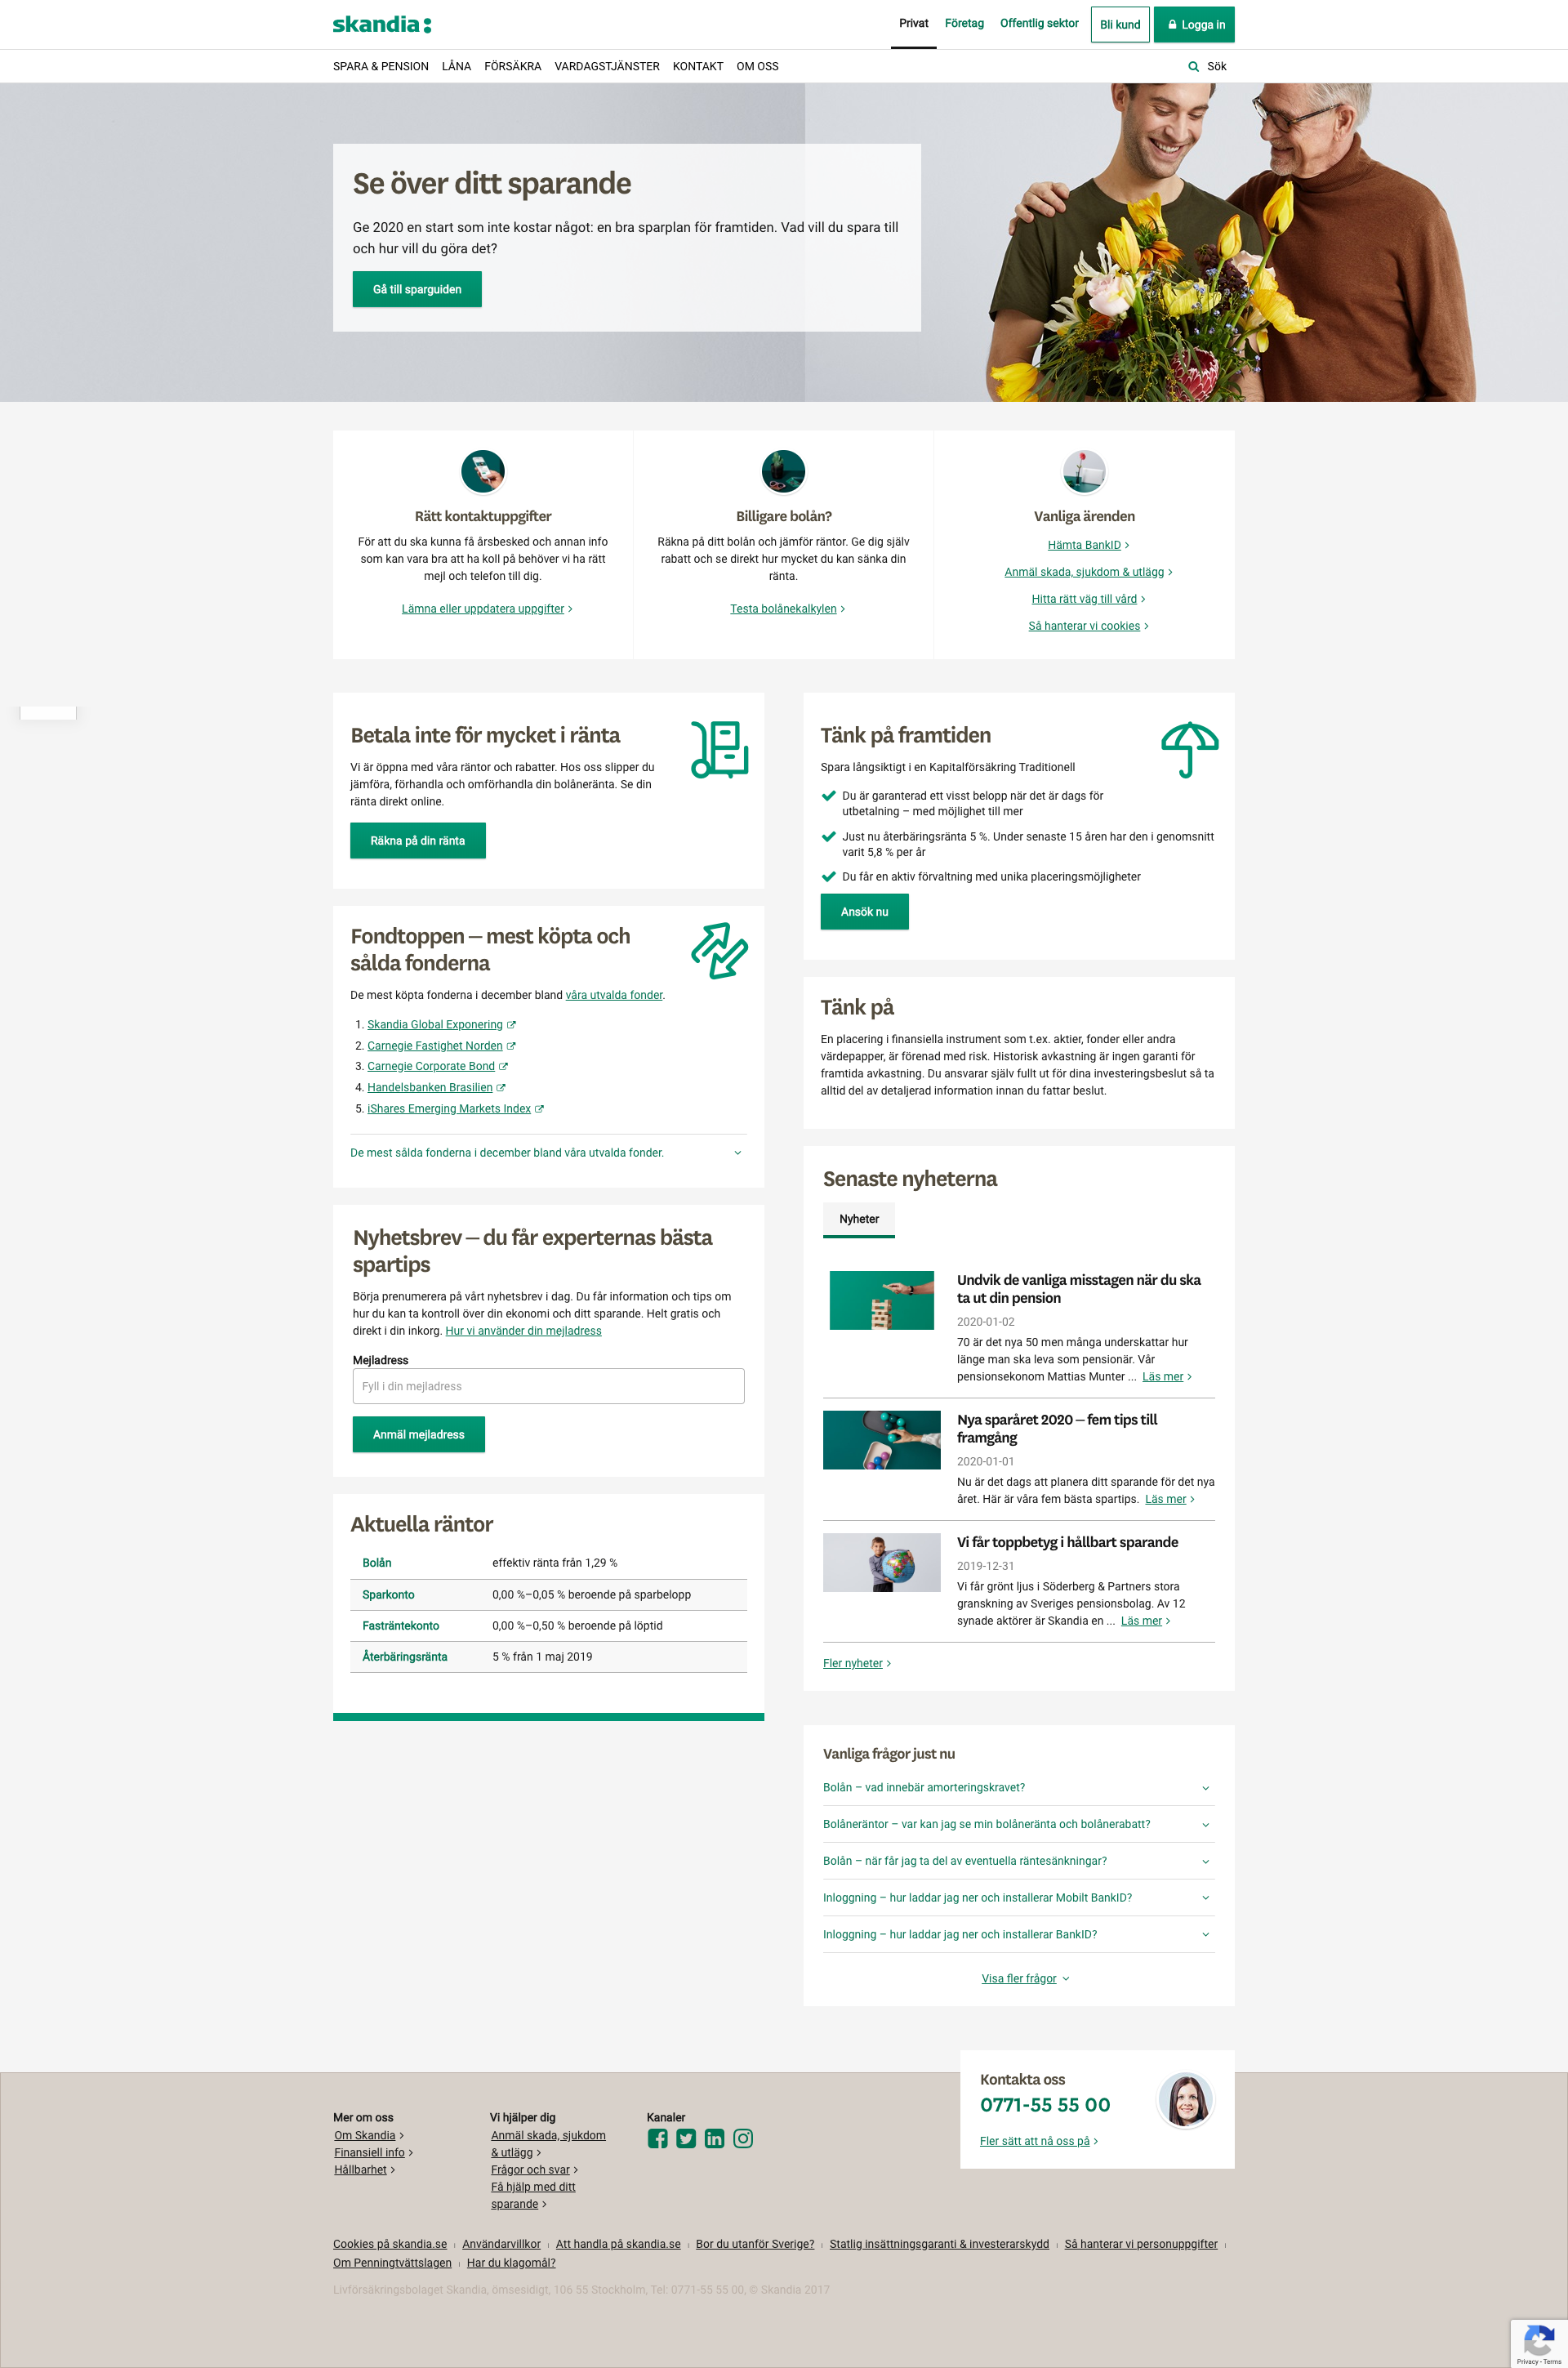 skandia:
Privat
Företag
Offentlig sektor
Bli kund
Logga in
SPARA & PENSION
LÅNA
FÖRSÄKRA
VARDAGSTJÄNSTER
KONTAKT
OM OSS
Sök
Se över ditt sparande
Ge 2020 en start som inte kostar något: en bra sparplan för framtiden. Vad vill du spara till
och hur vill du göra det?
Gå till sparguiden
Rätt kontaktuppgifter
För att du ska kunna få årsbesked och annan info
som kan vara bra att ha koll på behöver vi ha rätt
mejl och telefon till dig.
Lämna eller uppdatera uppgifter
Billigare bolån?
Räkna på ditt bolån och jämför räntor. Ge dig själv
rabatt och se direkt hur mycket du kan sänka din
ränta.
Testa bolånekalkylen
Vanliga ärenden
Hämta BankID
Anmäl skada, sjukdom & utlägg
Hitta rätt väg till vård
Så hanterar vi cookies
Betala inte för mycket i ränta
Vi är öppna med våra räntor och rabatter. Hos oss slipper du
jämföra, förhandla och omförhandla din bolåneränta. Se din
ränta direkt online.
Räkna på din ränta
Fondtoppen – mest köpta och
sålda fonderna
De mest köpta fonderna i december bland våra utvalda fonder.
1. Skandia Global Exponering
2. Carnegie Fastighet Norden
3. Carnegie Corporate Bond
4. Handelsbanken Brasilien
5. iShares Emerging Markets Index
De mest sålda fonderna i december bland våra utvalda fonder.
Nyhetsbrev – du får experternas bästa
spartips
Börja prenumerera på vårt nyhetsbrev i dag. Du får information och tips om
hur du kan ta kontroll över din ekonomi och ditt sparande. Helt gratis och
direkt i din inkorg. Hur vi använder din mejladress
Mejladress
Fyll i din mejladress
Anmäl mejladress
Aktuella räntor
Bolån effektiv ränta från 1,29 %
Sparkonto 0,00 %–0,05 % beroende på sparbelopp
Fasträntekonto 0,00 %–0,50 % beroende på löptid
Återbäringsränta 5 % från 1 maj 2019
Tänk på framtiden
Spara långsiktigt i en Kapitalförsäkring Traditionell
Du är garanterad ett visst belopp när det är dags för
utbetalning – med möjlighet till mer
Just nu återbäringsränta 5 %. Under senaste 15 åren har den i genomsnitt
varit 5,8 % per år
Du får en aktiv förvaltning med unika placeringsmöjligheter
Ansök nu
Tänk på
En placering i finansiella instrument som t.ex. aktier, fonder eller andra
värdepapper, är förenad med risk. Historisk avkastning är ingen garanti för
framtida avkastning. Du ansvarar själv fullt ut för dina investeringsbeslut så ta
alltid del av detaljerad information innan du fattar beslut.
Senaste nyheterna
Nyheter
Undvik de vanliga misstagen när du ska
ta ut din pension
2020-01-02
70 är det nya 50 men många underskattar hur
länge man ska leva som pensionär. Vår
pensionsekonom Mattias Munter ... Läs mer
Nya sparåret 2020 – fem tips till
framgång
2020-01-01
Nu är det dags att planera ditt sparande för det nya
året. Här är våra fem bästa spartips. Läs mer
Vi får toppbetyg i hållbart sparande
2019-12-31
Vi får grönt ljus i Söderberg & Partners stora
granskning av Sveriges pensionsbolag. Av 12
synade aktörer är Skandia en ... Läs mer
Fler nyheter
Vanliga frågor just nu
Bolån – vad innebär amorteringskravet?
Bolåneräntor – var kan jag se min bolåneränta och bolånerabatt?
Bolån – när får jag ta del av eventuella räntesänkningar?
Inloggning – hur laddar jag ner och installerar Mobilt BankID?
Inloggning – hur laddar jag ner och installerar BankID?
Visa fler frågor
Kontakta oss
0771-55 55 00
Fler sätt att nå oss på
Mer om oss
Om Skandia
Finansiell info
Hållbarhet
Vi hjälper dig
Anmäl skada, sjukdom
& utlägg
Frågor och svar
Få hjälp med ditt
sparande
Kanaler
Cookies på skandia.se
Användarvillkor
Att handla på skandia.se
Bor du utanför Sverige?
Statlig insättningsgaranti & investerarskydd
Så hanterar vi personuppgifter
Om Penningtvättslagen
Har du klagomål?
Livförsäkringsbolaget Skandia, ömsesidigt, 106 55 Stockholm, Tel: 0771-55 55 00, © Skandia 2017
Privacy - Terms